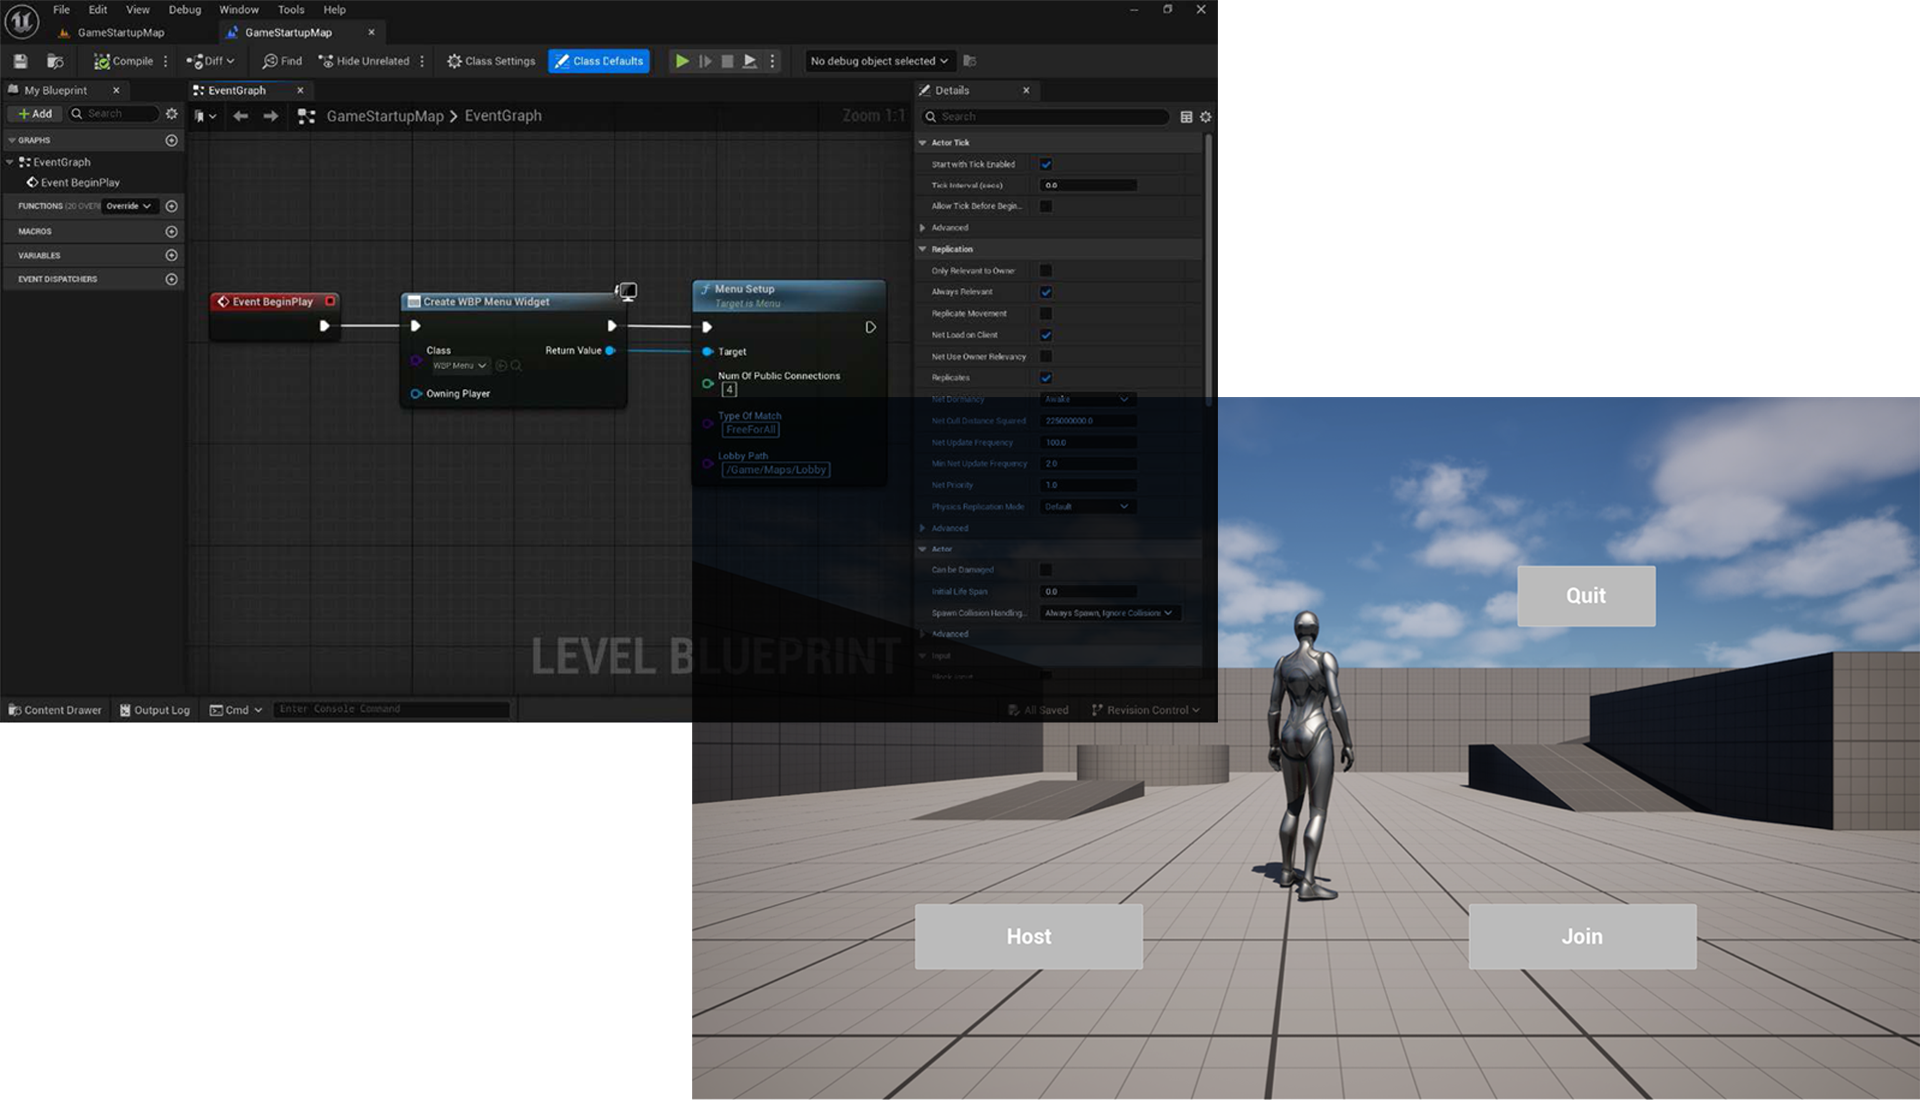 File Edit View Debug Window Tools Help
GameStartupMap GameStartupMap
Compile Diff Find Hide Unrelated Class Settings Class Defaults No debug object selected
My Blueprint EventGraph Details
Add Search
GameStartupMap > EventGraph Zoom 1:1
Search
GRAPHS
EventGraph
Event BeginPlay
FUNCTIONS (20 OVERR Override
MACROS
VARIABLES
EVENT DISPATCHERS
Event BeginPlay
Create WBP Menu Widget
Class
WBP Menu
Return Value
Owning Player
Menu Setup
Target is Menu
Target
Num Of Public Connections
4
Type Of Match
FreeForAll
Lobby Path
/Game/Maps/Lobby
LEVEL BLUEPRINT
Actor Tick
Start with Tick Enabled
Tick Interval (secs) 0.0
Allow Tick Before Begin...
Advanced
Replication
Only Relevant to Owner
Always Relevant
Replicate Movement
Net Load on Client
Net Use Owner Relevancy
Replicates
Net Dormancy Awake
Net Cull Distance Squared 225000000.0
Net Update Frequency 100.0
Min Net Update Frequency 2.0
Net Priority 1.0
Physics Replication Mode Default
Advanced
Actor
Can be Damaged
Initial Life Span 0.0
Spawn Collision Handling... Always Spawn, Ignore Collisions
Advanced
Input
Block Input
Content Drawer Output Log Cmd Enter Console Command All Saved Revision Control
Quit
Host Join